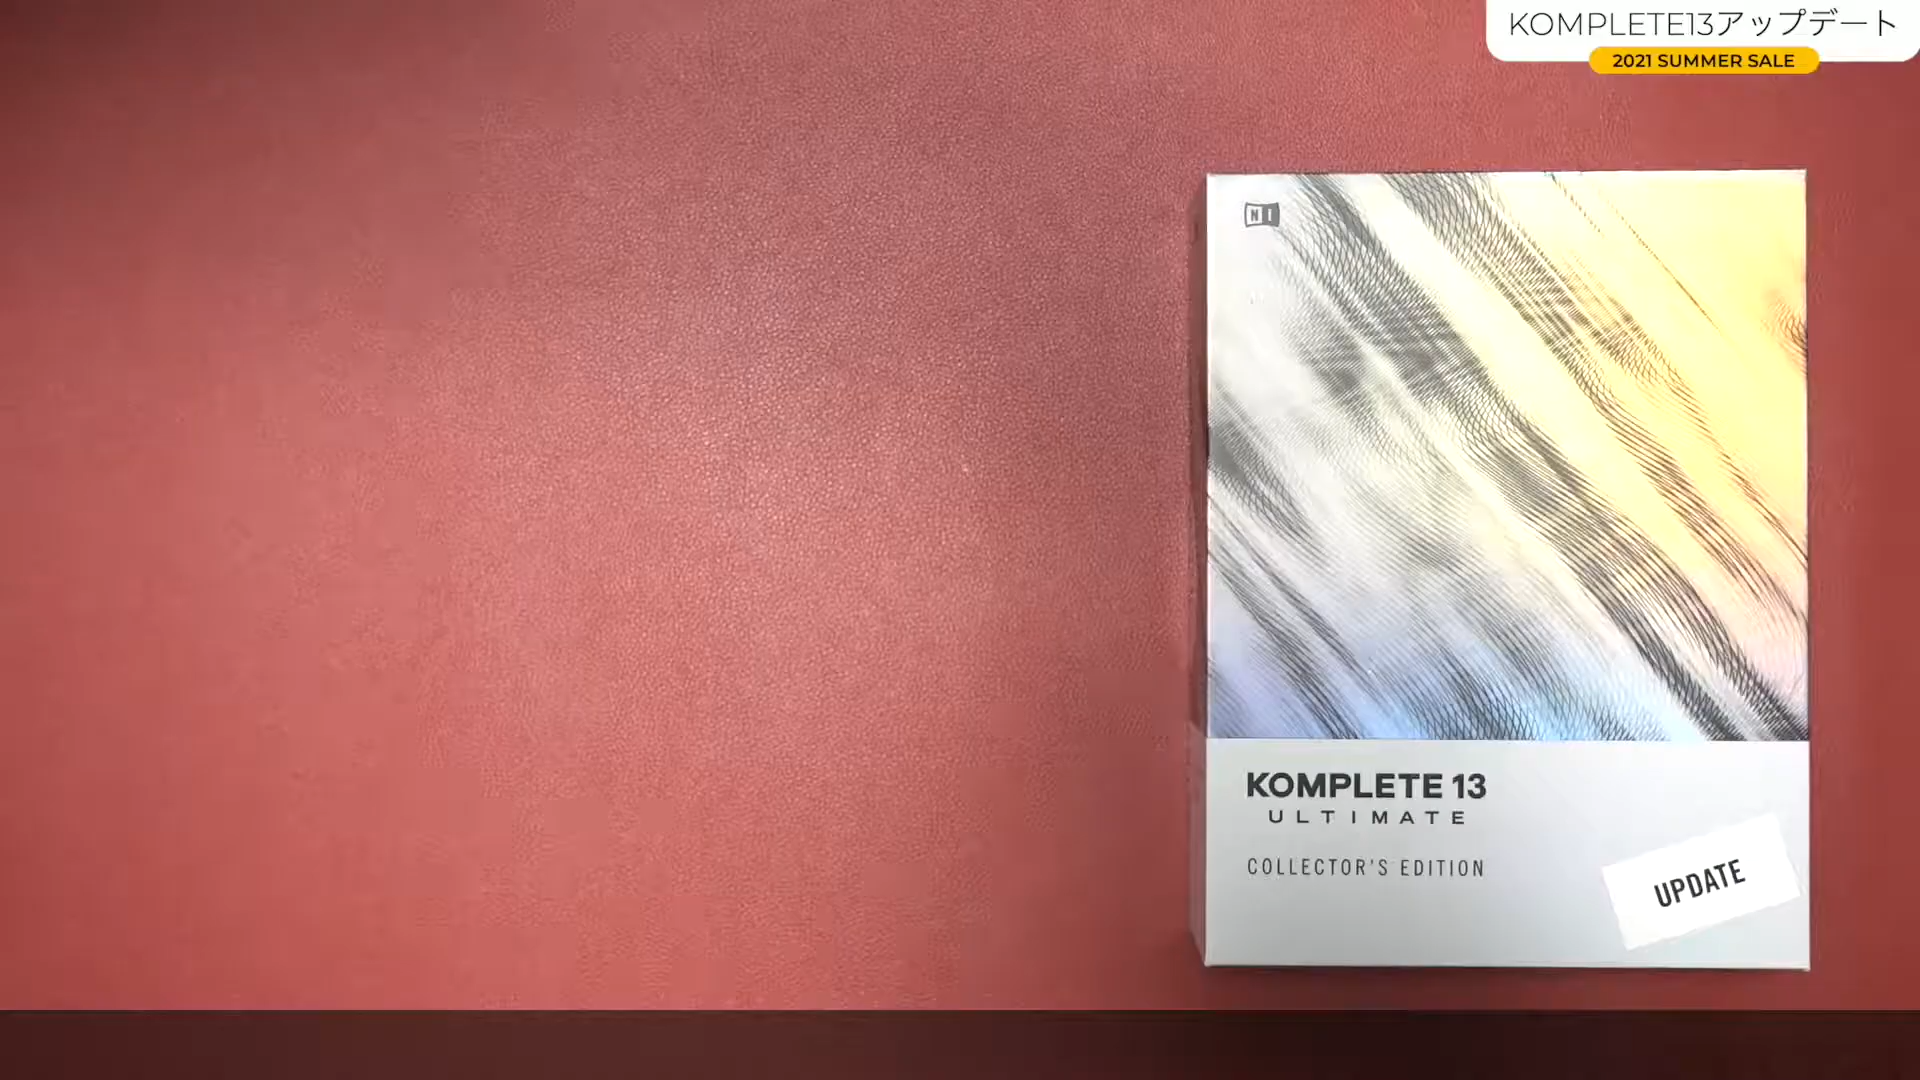 KOMPLETE13アップデート
2021 SUMMER SALE
NI
KOMPLETE 13
ULTIMATE
COLLECTOR'S EDITION
UPDATE